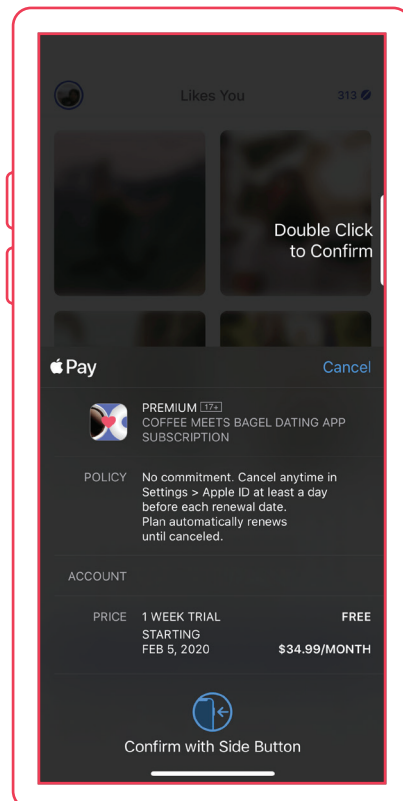 Likes You
313
Double Click
to Confirm
Pay
Cancel
PREMIUM 17+
COFFEE MEETS BAGEL DATING APP
SUBSCRIPTION
POLICY
No commitment. Cancel anytime in
Settings > Apple ID at least a day
before each renewal date.
Plan automatically renews
until canceled.
ACCOUNT
PRICE
1 WEEK TRIAL
FREE
STARTING
FEB 5, 2020
$34.99/MONTH
Confirm with Side Button